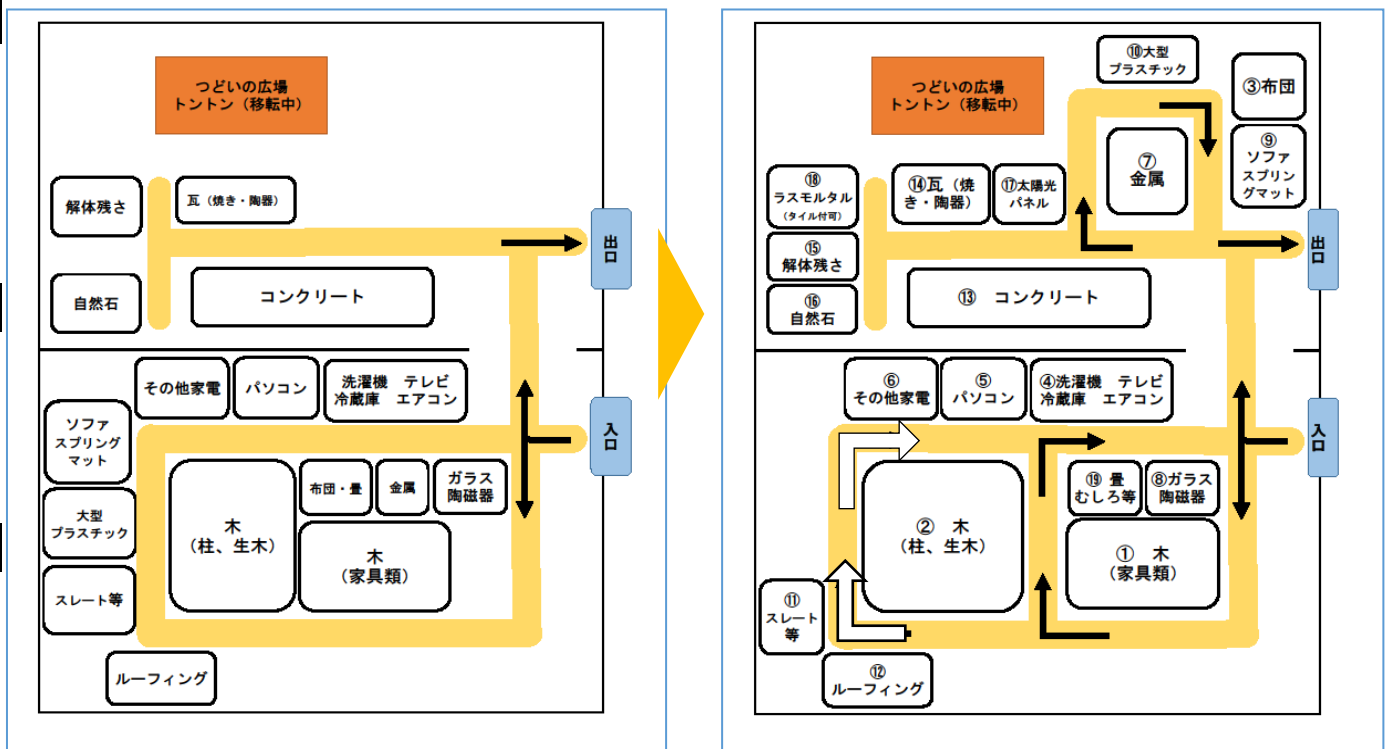 つどいの広場
トントン（移転中）
解体残さ
瓦（焼き・陶器）
出口
自然石
コンクリート
その他家電
パソコン
洗濯機　テレビ
冷蔵庫　エアコン
入口
ソファ
スプリング
マット
大型
プラスチック
スレート等
木
（柱、生木）
布団・畳
金属
ガラス
陶磁器
木
（家具類）
ルーフィング
つどいの広場
トントン（移転中）
⑩大型
プラスチック
③布団
⑨
ソファ
スプリン
グマット
⑦
金属
⑱
ラスモルタル
（タイル付可）
⑭瓦（焼
き・陶器）
⑰太陽光
パネル
出口
⑮
解体残さ
⑯
自然石
⑬　コンクリート
⑥
その他家電
⑤
パソコン
④洗濯機　テレビ
冷蔵庫　エアコン
入口
②　木
（柱、生木）
⑲ 畳
むしろ等
⑧ガラス
陶磁器
①　木
（家具類）
⑪
スレート
等
⑫
ルーフィング